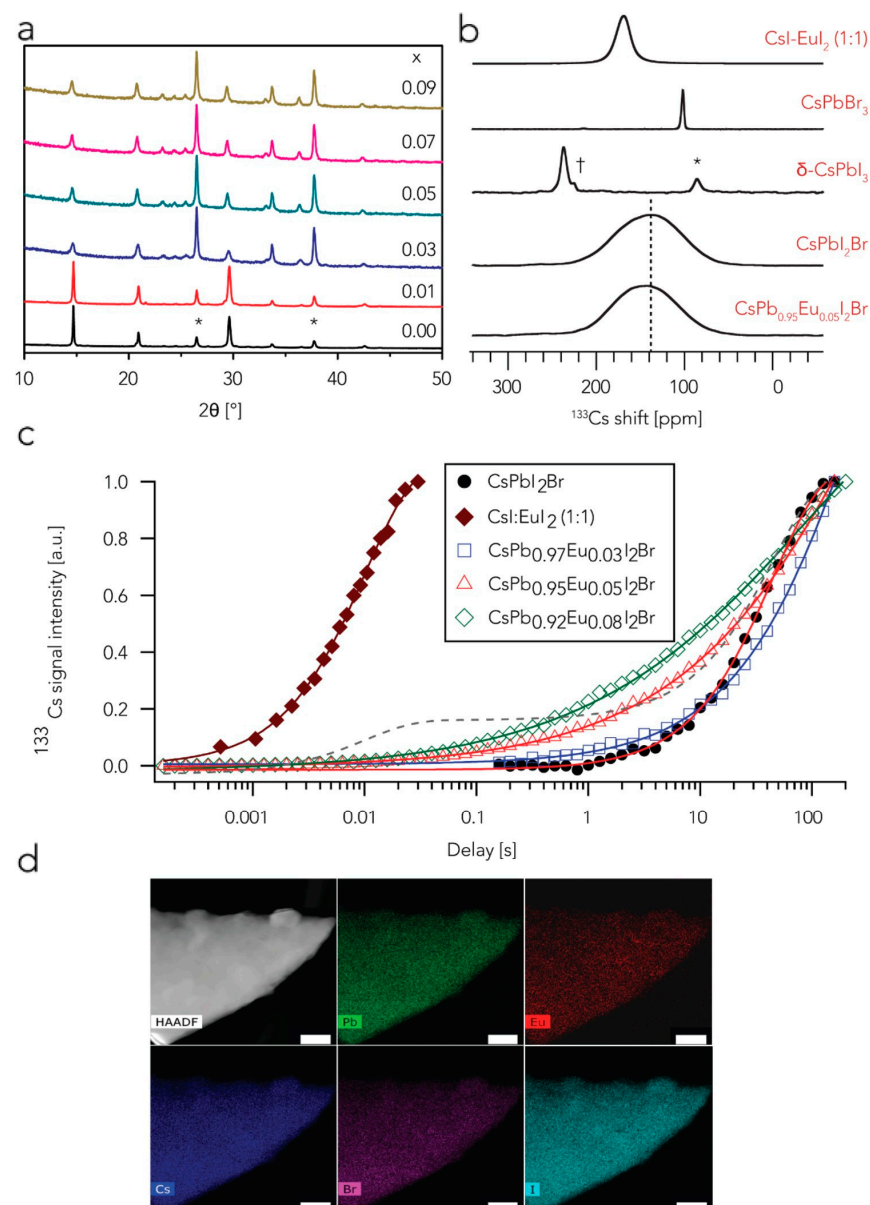 a
x
0.09
0.07
0.05
0.03
0.01
0.00
*
*
10 20 30 40 50
2θ [°]
b
CsI-EuI₂ (1:1)
CsPbBr₃
δ-CsPbI₃
†
*
CsPbI₂Br
CsPb₀.₉₅Eu₀.₀₅I₂Br
300 200 100 0
¹³³Cs shift [ppm]
c
¹³³Cs signal intensity [a.u.]
1.0
0.8
0.6
0.4
0.2
0.0
CsPbI₂Br
CsI:EuI₂ (1:1)
CsPb₀.₉₇Eu₀.₀₃I₂Br
CsPb₀.₉₅Eu₀.₀₅I₂Br
CsPb₀.₉₂Eu₀.₀₈I₂Br
0.001 0.01 0.1 1 10 100
Delay [s]
d
HAADF
Pb
Eu
Cs
Br
I